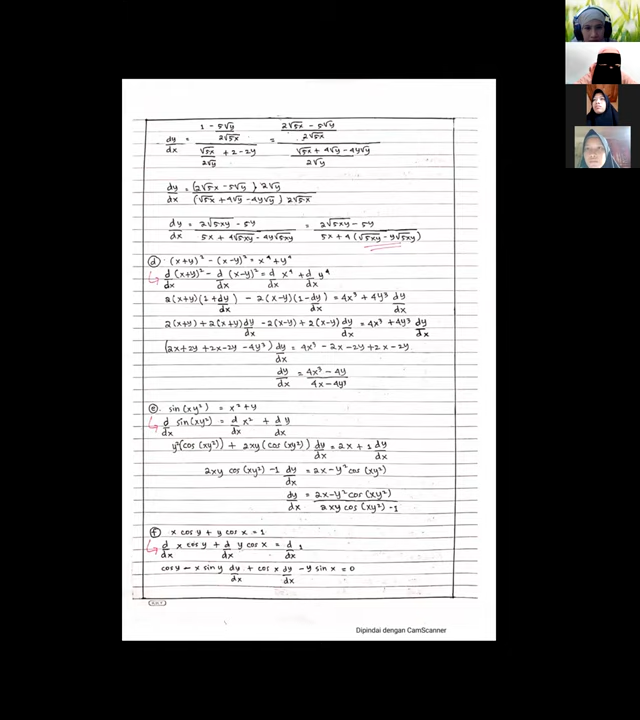 dy/dx = (1 - 5√y/2√5x)/(√5x/2√y + 2 - 2y) = ((2√5x - 5√y)/2√5x)/((√5x + 4√y - 4y√y)/2√y)
dy/dx = (2√5x - 5√y) 2√y/(√5x + 4√y - 4y√y) 2√5x
dy/dx = (2√5xy - 5y)/(5x + 4√5xy - 4y√5xy) = (2√5xy - 5y)/(5x + 4(√5xy - y√5xy))
d. (x+y)² - (x-y)² = x⁴ + y⁴
d/dx (x+y)² - d/dx (x-y)² = d/dx x⁴ + d/dx y⁴
2(x+y)(1+dy/dx) - 2(x-y)(1-dy/dx) = 4x³ + 4y³ dy/dx
2(x+y) + 2(x+y) dy/dx - 2(x-y) + 2(x-y) dy/dx = 4x³ + 4y³ dy/dx
(2x + 2y + 2x - 2y - 4y³) dy/dx = 4x³ - 2x - 2y + 2x - 2y
dy/dx = (4x³ - 4y)/(4x - 4y³)
e. sin(xy²) = x² + y
d/dx sin(xy²) = d/dx x² + d/dx y
y²(cos(xy²)) + 2xy(cos(xy²)) dy/dx = 2x + 1 dy/dx
2xy cos(xy²) - 1 dy/dx = 2x - y² cos(xy²)
dy/dx = (2x - y² cos(xy²))/(2xy cos(xy²) - 1)
f. x cos y + y cos x = 1
d/dx x cos y + d/dx y cos x = d/dx 1
cos y - x sin y dy/dx + cos x dy/dx - y sin x = 0
Dipindai dengan CamScanner